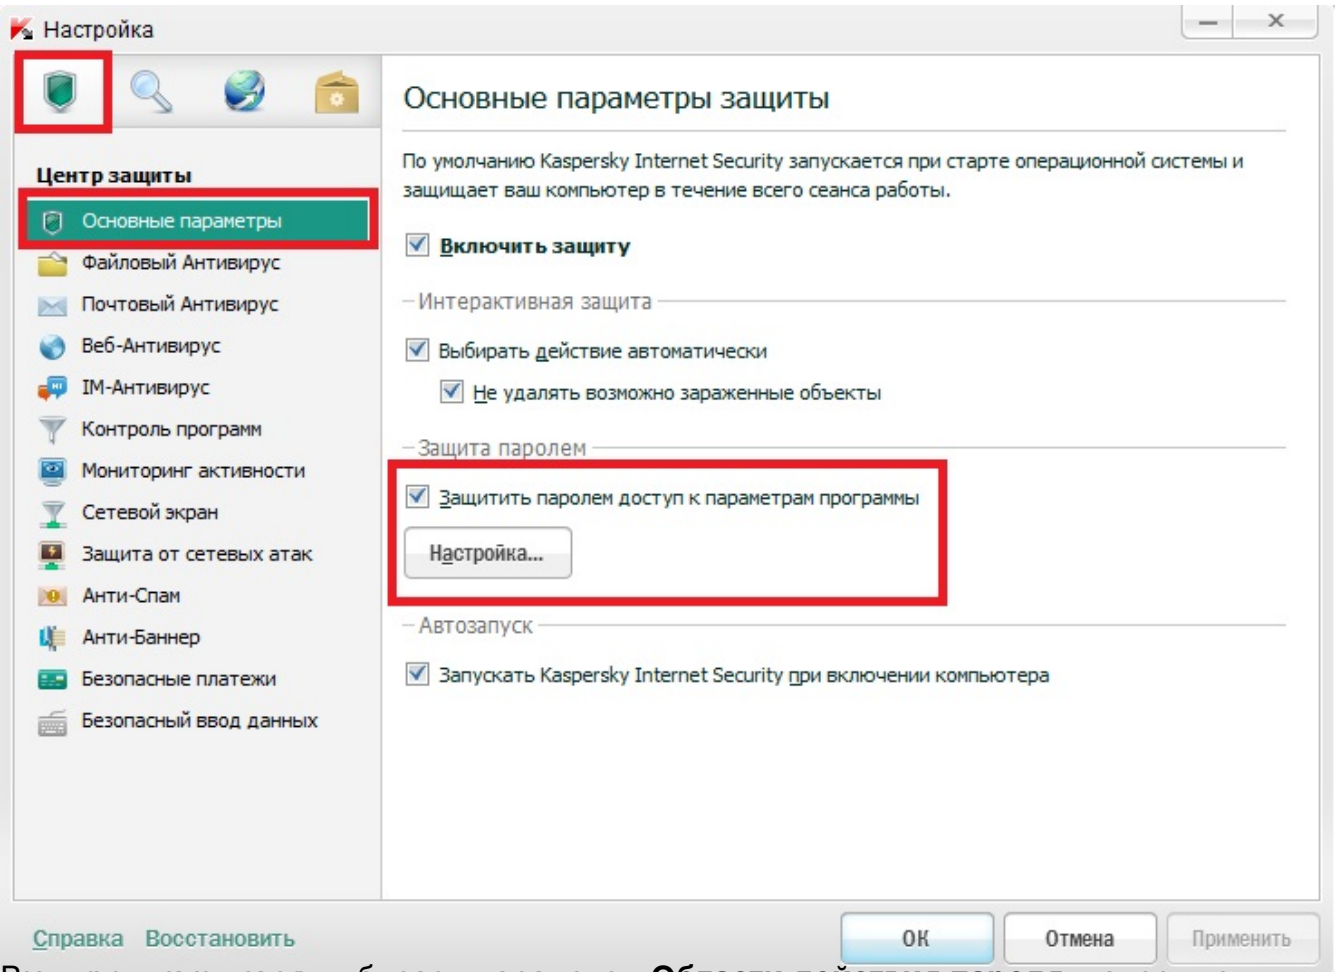 Настройка
Центр защиты
Основные параметры
Файловый Антивирус
Почтовый Антивирус
Веб-Антивирус
IM-Антивирус
Контроль программ
Мониторинг активности
Сетевой экран
Защита от сетевых атак
Анти-Спам
Анти-Баннер
Безопасные платежи
Безопасный ввод данных
Основные параметры защиты
По умолчанию Kaspersky Internet Security запускается при старте операционной системы и
защищает ваш компьютер в течение всего сеанса работы.
Включить защиту
Интерактивная защита
Выбирать действие автоматически
Не удалять возможно зараженные объекты
Защита паролем
Защитить паролем доступ к параметрам программы
Настройка...
Автозапуск
Запускать Kaspersky Internet Security при включении компьютера
Справка Восстановить
ОК Отмена Применить
Области действия пароля